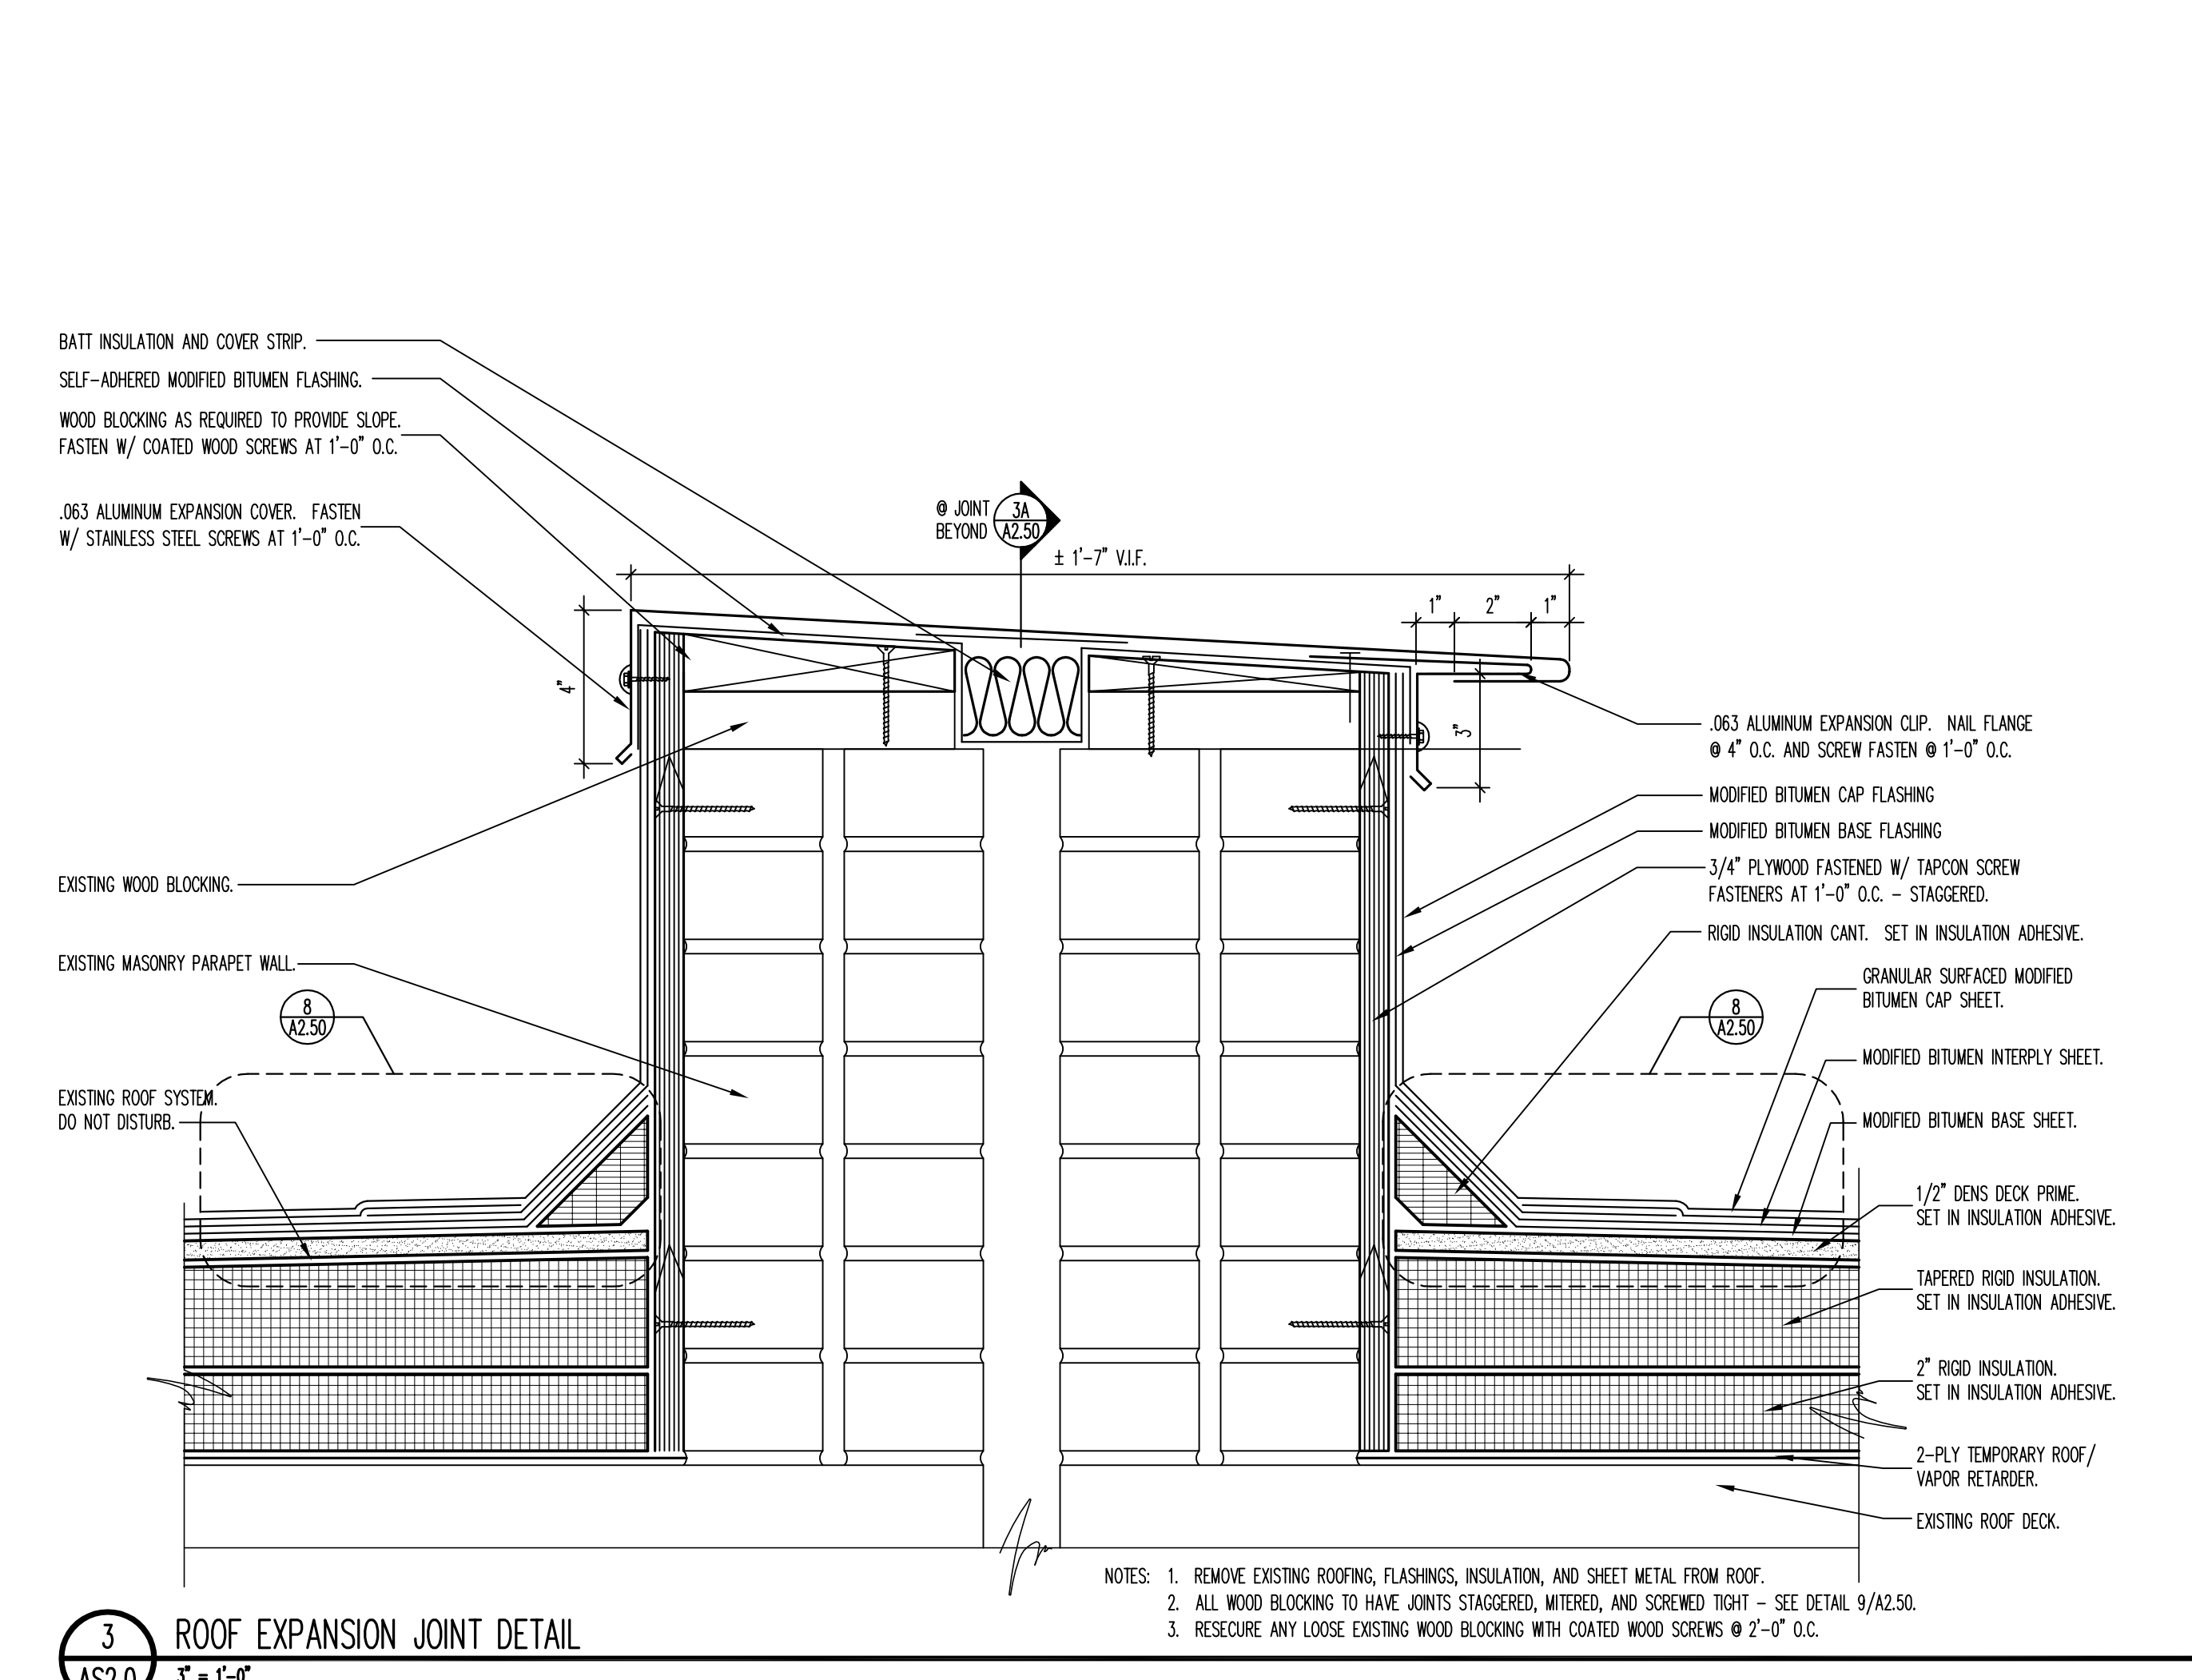 BATT INSULATION AND COVER STRIP.
SELF-ADHERED MODIFIED BITUMEN FLASHING.
WOOD BLOCKING AS REQUIRED TO PROVIDE SLOPE.
FASTEN W/ COATED WOOD SCREWS AT 1'-0" O.C.
.063 ALUMINUM EXPANSION COVER. FASTEN
W/ STAINLESS STEEL SCREWS AT 1'-0" O.C.
@ JOINT
BEYOND
3A
A2.50
± 1'-7" V.I.F.
1"
2"
1"
4"
3"
.063 ALUMINUM EXPANSION CLIP. NAIL FLANGE
@ 4" O.C. AND SCREW FASTEN @ 1'-0" O.C.
MODIFIED BITUMEN CAP FLASHING
MODIFIED BITUMEN BASE FLASHING
3/4" PLYWOOD FASTENED W/ TAPCON SCREW
FASTENERS AT 1'-0" O.C. - STAGGERED.
RIGID INSULATION CANT. SET IN INSULATION ADHESIVE.
GRANULAR SURFACED MODIFIED
BITUMEN CAP SHEET.
8
A2.50
MODIFIED BITUMEN INTERPLY SHEET.
MODIFIED BITUMEN BASE SHEET.
1/2" DENS DECK PRIME.
SET IN INSULATION ADHESIVE.
TAPERED RIGID INSULATION.
SET IN INSULATION ADHESIVE.
2" RIGID INSULATION.
SET IN INSULATION ADHESIVE.
2-PLY TEMPORARY ROOF/
VAPOR RETARDER.
EXISTING ROOF DECK.
EXISTING WOOD BLOCKING.
EXISTING MASONRY PARAPET WALL.
8
A2.50
EXISTING ROOF SYSTEM.
DO NOT DISTURB.
NOTES: 1. REMOVE EXISTING ROOFING, FLASHINGS, INSULATION, AND SHEET METAL FROM ROOF.
2. ALL WOOD BLOCKING TO HAVE JOINTS STAGGERED, MITERED, AND SCREWED TIGHT - SEE DETAIL 9/A2.50.
3. RESECURE ANY LOOSE EXISTING WOOD BLOCKING WITH COATED WOOD SCREWS @ 2'-0" O.C.
3
AS2.0
ROOF EXPANSION JOINT DETAIL
3" = 1'-0"